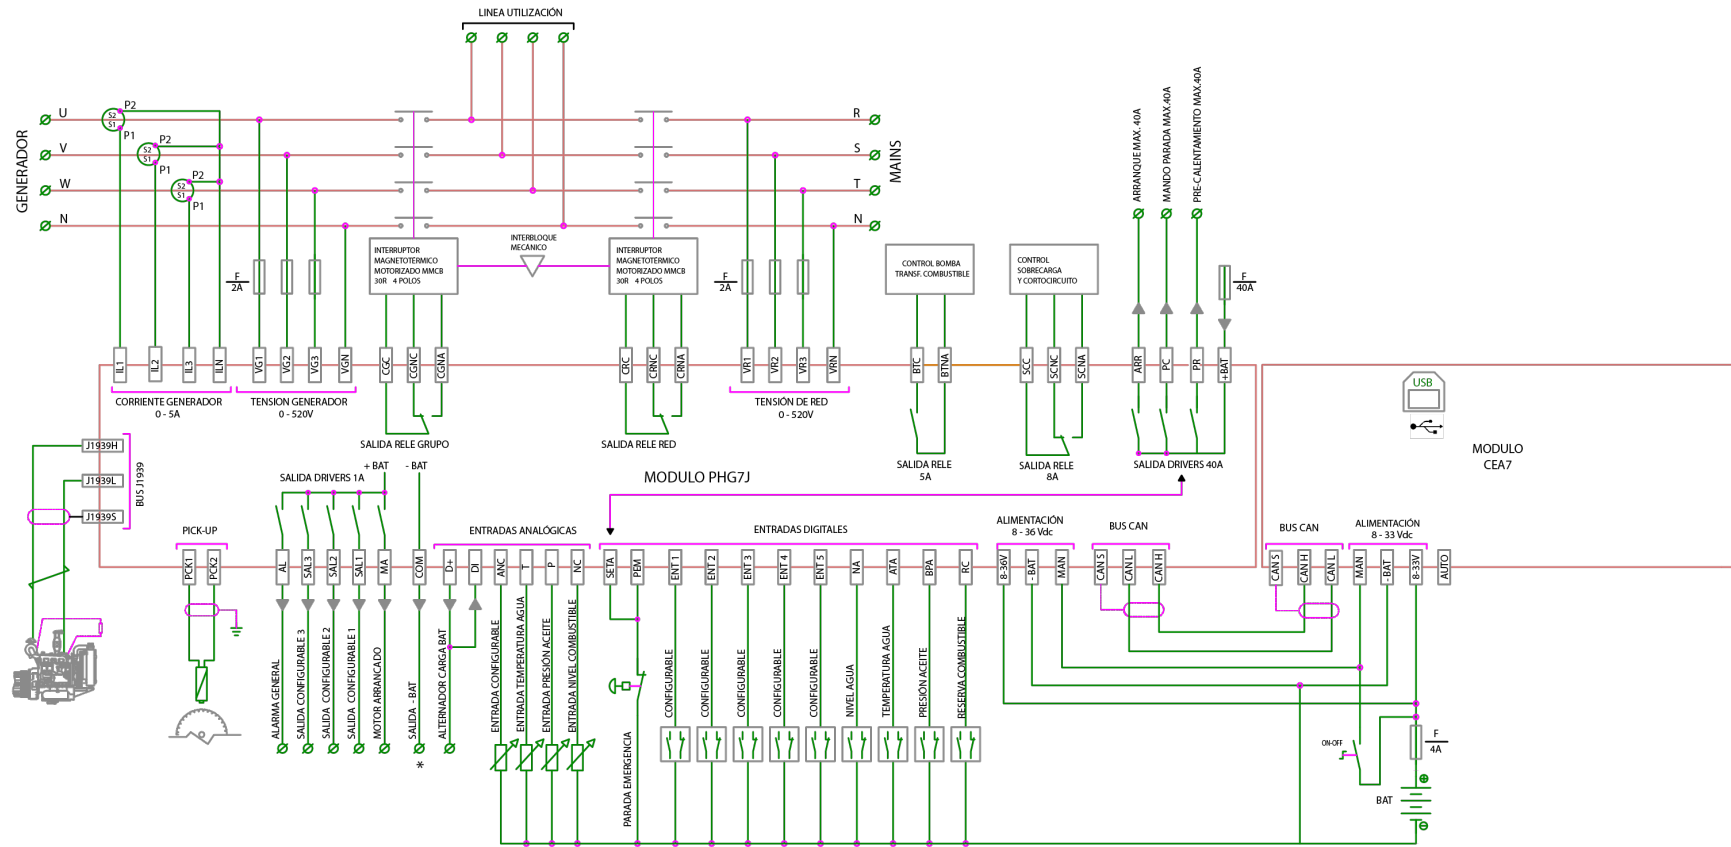 LINEA UTILIZACIÓN
GENERADOR
U
V
W
N
P2
S2
S1
P1
P2
S2
S1
P1
P2
S2
S1
P1
R
S
T
N
MAINS
ARRANQUE MAX. 40A
MANDO PARADA MAX.40A
PRE-CALENTAMIENTO MAX.40A
F
2A
INTERRUPTOR
MAGNETOTÉRMICO
MOTORIZADO MMCB
30R 4 POLOS
INTERBLOQUE
MECÁNICO
INTERRUPTOR
MAGNETOTÉRMICO
MOTORIZADO MMCB
30R 4 POLOS
F
2A
CONTROL BOMBA
TRANSF. COMBUSTIBLE
CONTROL
SOBRECARGA
Y CORTOCIRCUITO
F
40A
IL1
IL2
IL3
ILN
VG1
VG2
VG3
VGN
CGC
CGNC
CGNA
CRC
CRNC
CRNA
VR1
VR2
VR3
VRN
BTC
BTNA
SCC
SCNC
SCNA
ARR
PC
PR
+BAT
CORRIENTE GENERADOR
0 - 5A
TENSION GENERADOR
0 - 520V
SALIDA RELE GRUPO
SALIDA RELE RED
TENSIÓN DE RED
0 - 520V
SALIDA RELE
5A
SALIDA RELE
8A
SALIDA DRIVERS 40A
USB
MODULO
CEA7
J1939H
J1939L
J1939S
BUS J1939
MODULO PHG7J
PICK-UP
SALIDA DRIVERS 1A
+ BAT
- BAT
ENTRADAS ANALÓGICAS
ENTRADAS DIGITALES
ALIMENTACIÓN
8 - 36 Vdc
BUS CAN
BUS CAN
ALIMENTACIÓN
8 - 33 Vdc
PCK1
PCK2
AL
SAL3
SAL2
SAL1
MA
COM
D+
DI
ANC
T
P
NC
SETA
PEM
ENT 1
ENT 2
ENT 3
ENT 4
ENT 5
NA
ATA
BPA
RC
8-36V
- BAT
MAN
CAN S
CAN L
CAN H
CAN S
CAN H
CAN L
MAN
-BAT
8-33V
AUTO
ALARMA GENERAL
SALIDA CONFIGURABLE 3
SALIDA CONFIGURABLE 2
SALIDA CONFIGURABLE 1
MOTOR ARRANCADO
SALIDA - BAT
*
ALTERNADOR CARGA BAT
ENTRADA CONFIGURABLE
ENTRADA TEMPERATURA AGUA
ENTRADA PRESIÓN ACEITE
ENTRADA NIVEL COMBUSTIBLE
PARADA EMERGENCIA
CONFIGURABLE
CONFIGURABLE
CONFIGURABLE
CONFIGURABLE
CONFIGURABLE
NIVEL AGUA
TEMPERATURA AGUA
PRESIÓN ACEITE
RESERVA COMBUSTIBLE
ON-OFF
F
4A
BAT